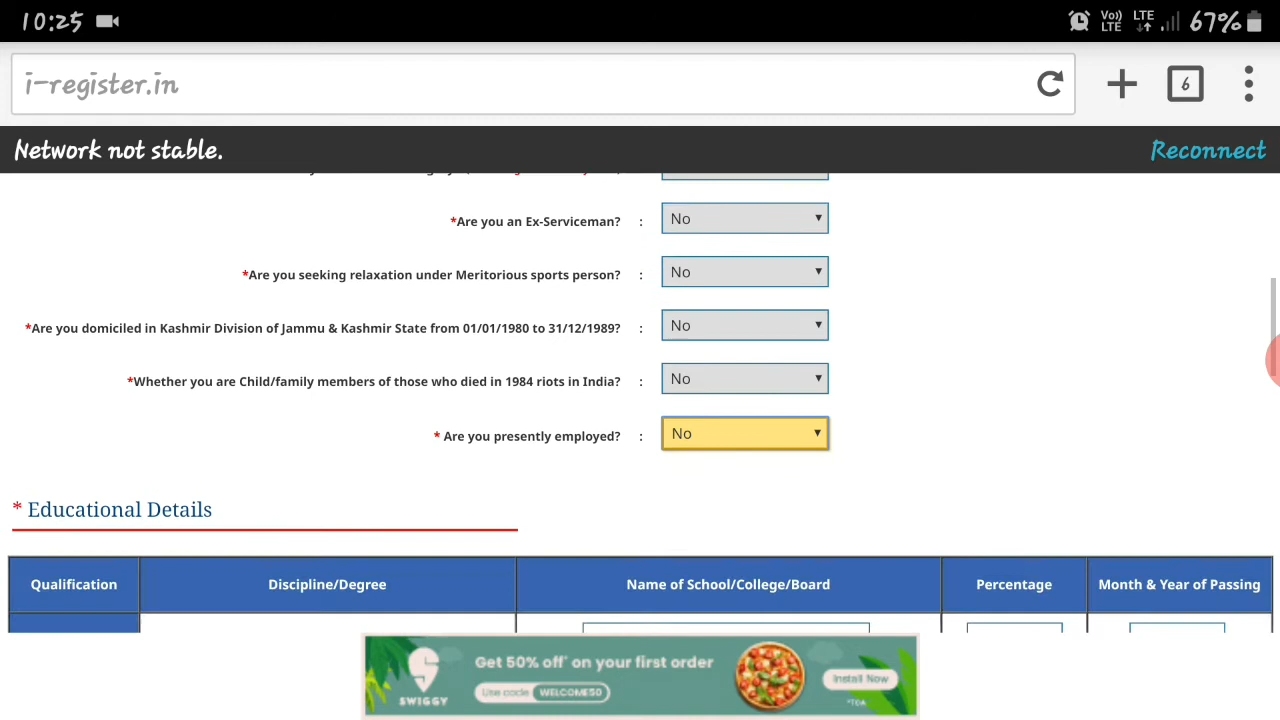 10:25 Vo)) LTE LTE 67%
i-register.in 6
Network not stable. Reconnect
*Are you an Ex-Serviceman? : No
*Are you seeking relaxation under Meritorious sports person? : No
*Are you domiciled in Kashmir Division of Jammu & Kashmir State from 01/01/1980 to 31/12/1989? : No
*Whether you are Child/family members of those who died in 1984 riots in India? : No
* Are you presently employed? : No
* Educational Details
Qualification Discipline/Degree Name of School/College/Board Percentage Month & Year of Passing
Get 50% off* on your first order
Use code WELCOME50
SWIGGY
Install Now